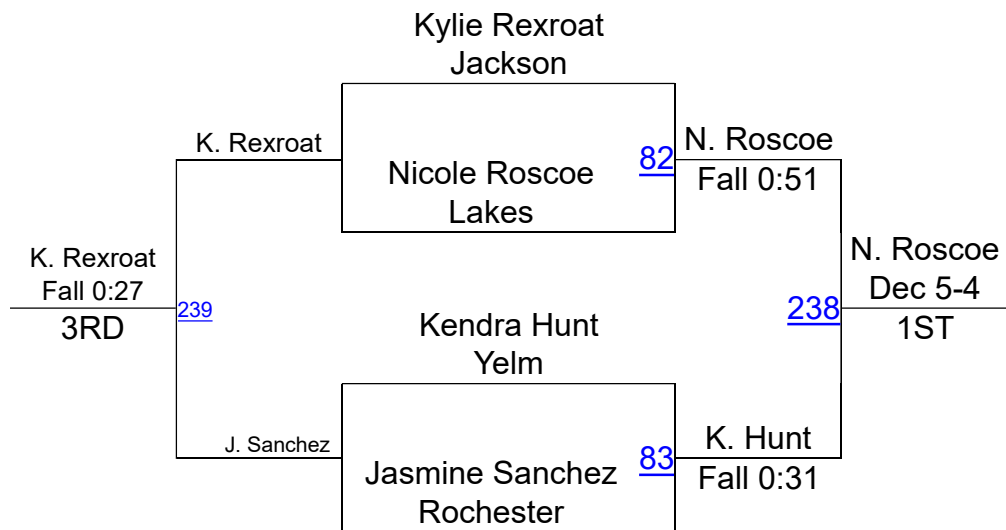 Kylie Rexroat
Jackson
K. Rexroat
Nicole Roscoe
Lakes
82
N. Roscoe
Fall 0:51
K. Rexroat
Fall 0:27
3RD
239
Kendra Hunt
Yelm
238
N. Roscoe
Dec 5-4
1ST
J. Sanchez
Jasmine Sanchez
Rochester
83
K. Hunt
Fall 0:31